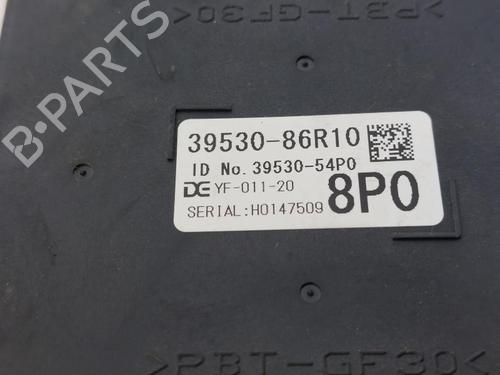 >PBT-GF30<
39530-86R10
ID No. 39530-54P0
DE YF-011-20
8P0
SERIAL:H0147509
B-PARTS
>PBT-GF30<